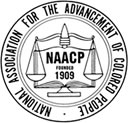 NATIONAL ASSOCIATION FOR THE ADVANCEMENT OF COLORED PEOPLE
NAACP
FOUNDED
1909